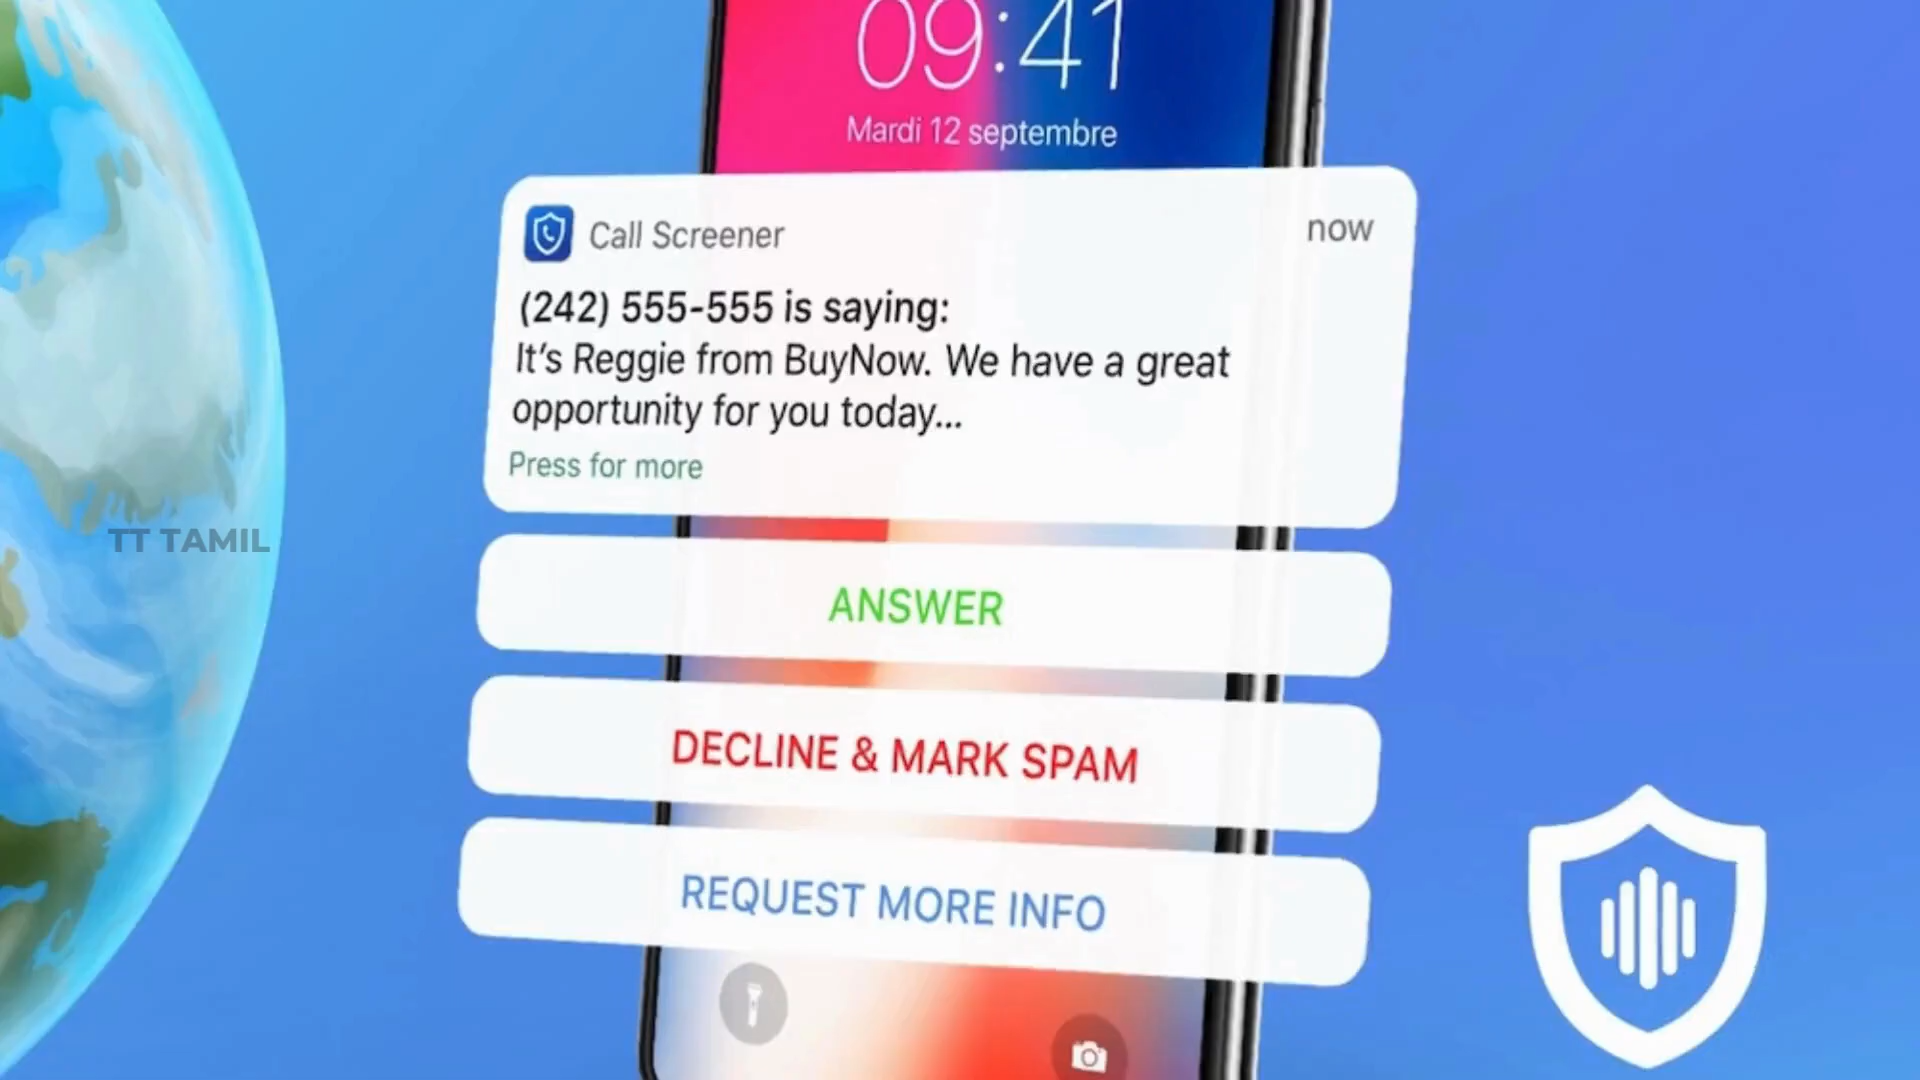 09:41
Mardi 12 septembre
Call Screener
now
(242) 555-555 is saying:
It's Reggie from BuyNow. We have a great
opportunity for you today...
Press for more
TT TAMIL
ANSWER
DECLINE & MARK SPAM
REQUEST MORE INFO